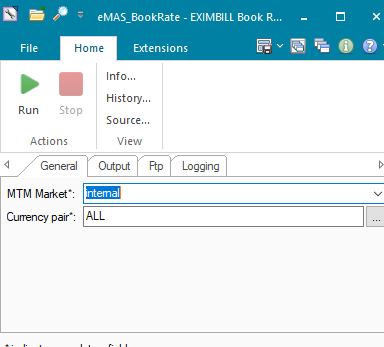 eMAS_BookRate - EXIMBILL Book R...
File Home Extensions
Run Stop Info... History... Source...
Actions View
General Output Ftp Logging
MTM Market*: internal
Currency pair*: ALL ...